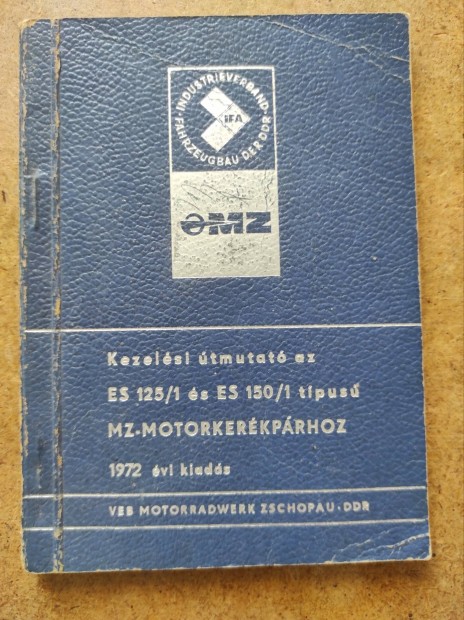 INDUSTRIEVERBAND
FAHRZEUGBAU DER DDR
IFA
MZ
Kezelési útmutató az
ES 125/1 és ES 150/1 típusű
MZ-MOTORKERÉKPÁRHOZ
1972 évi kiadás
VEB MOTORRADWERK ZSCHOPAU·DDR